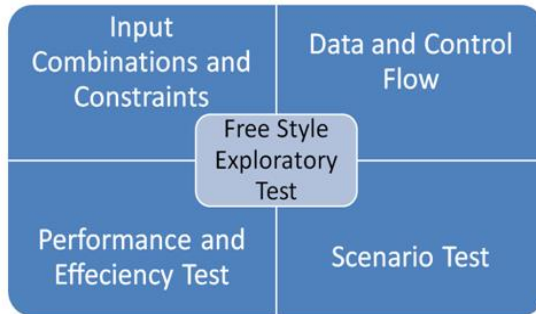 Input
Combinations and
Constraints
Data and Control
Flow
Free Style
Exploratory
Test
Performance and
Effeciency Test
Scenario Test